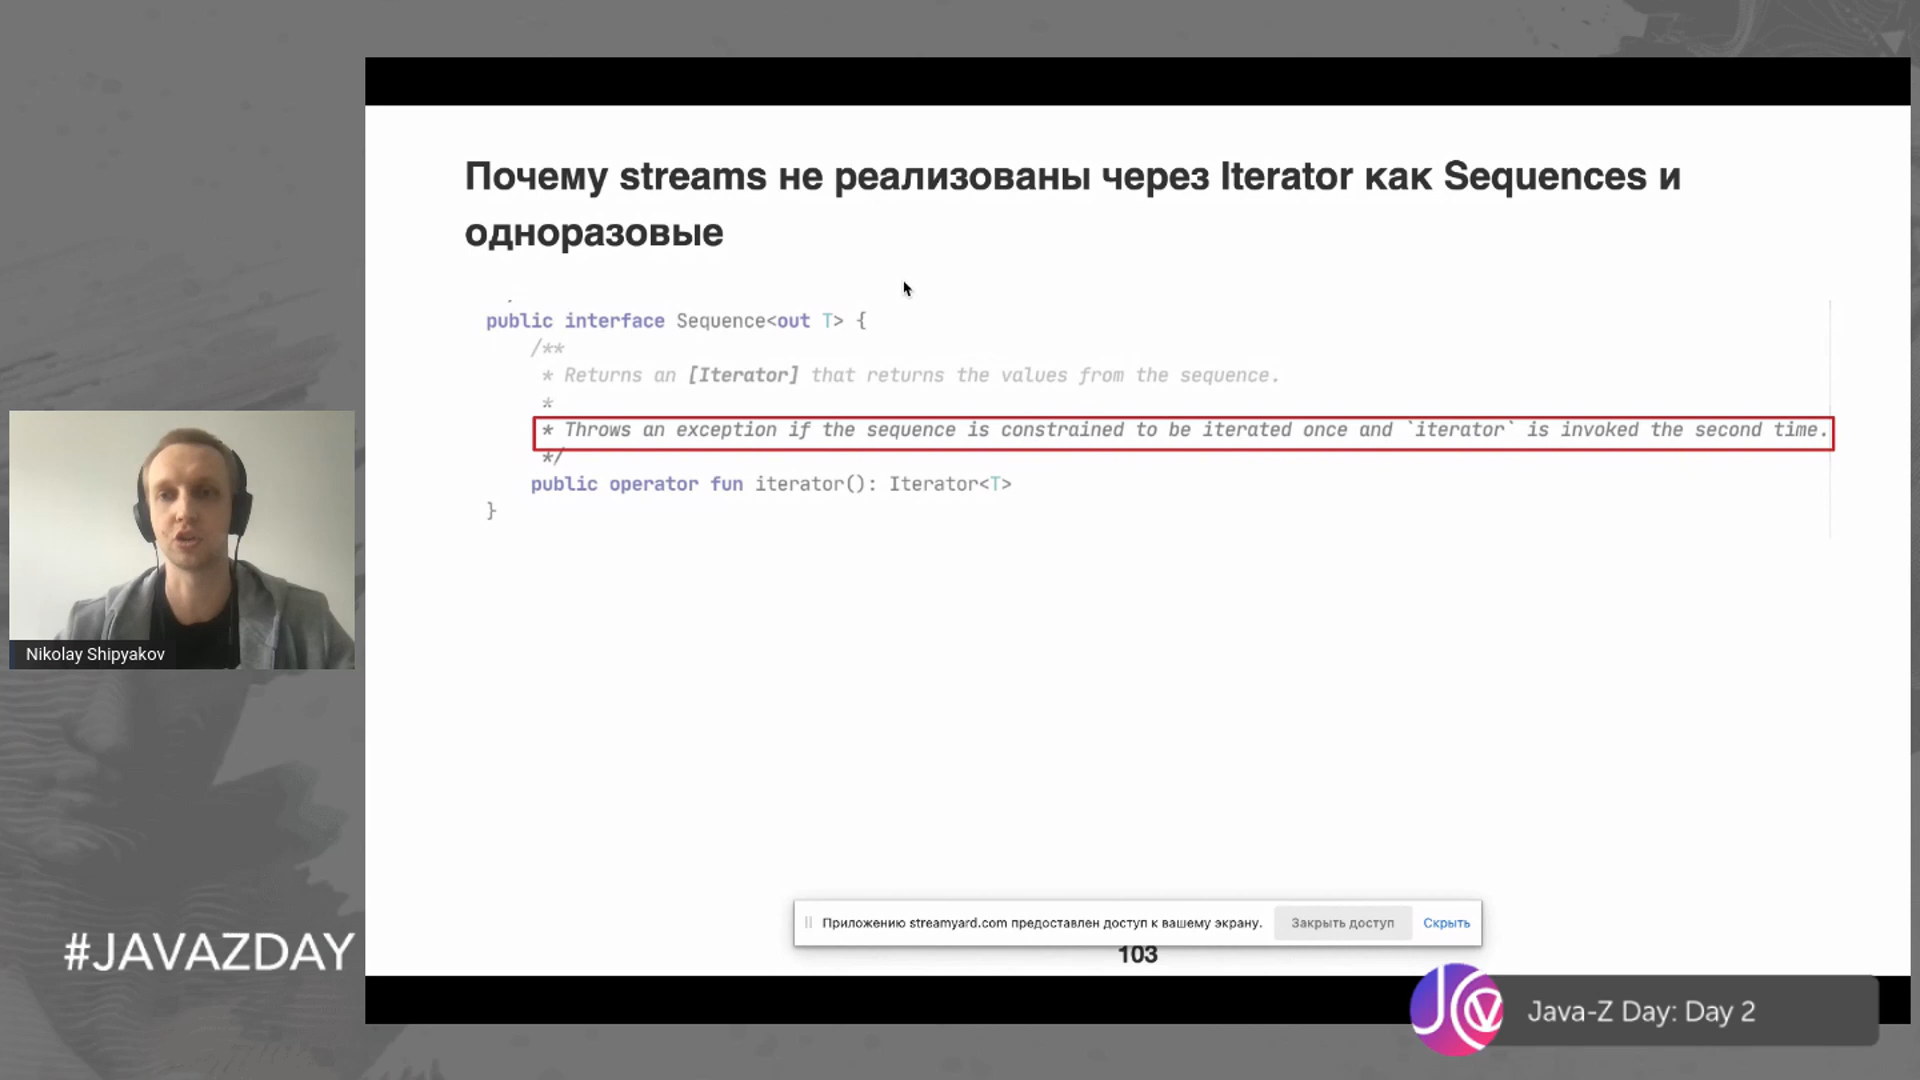 Почему streams не реализованы через Iterator как Sequences и
одноразовые
public interface Sequence<out T> {
/**
* Returns an [Iterator] that returns the values from the sequence.
*
* Throws an exception if the sequence is constrained to be iterated once and `iterator` is invoked the second time.
*/
public operator fun iterator(): Iterator<T>
}
Nikolay Shipyakov
Приложению streamyard.com предоставлен доступ к вашему экрану.
Закрыть доступ
Скрыть
103
#JAVAZDAY
Java-Z Day: Day 2